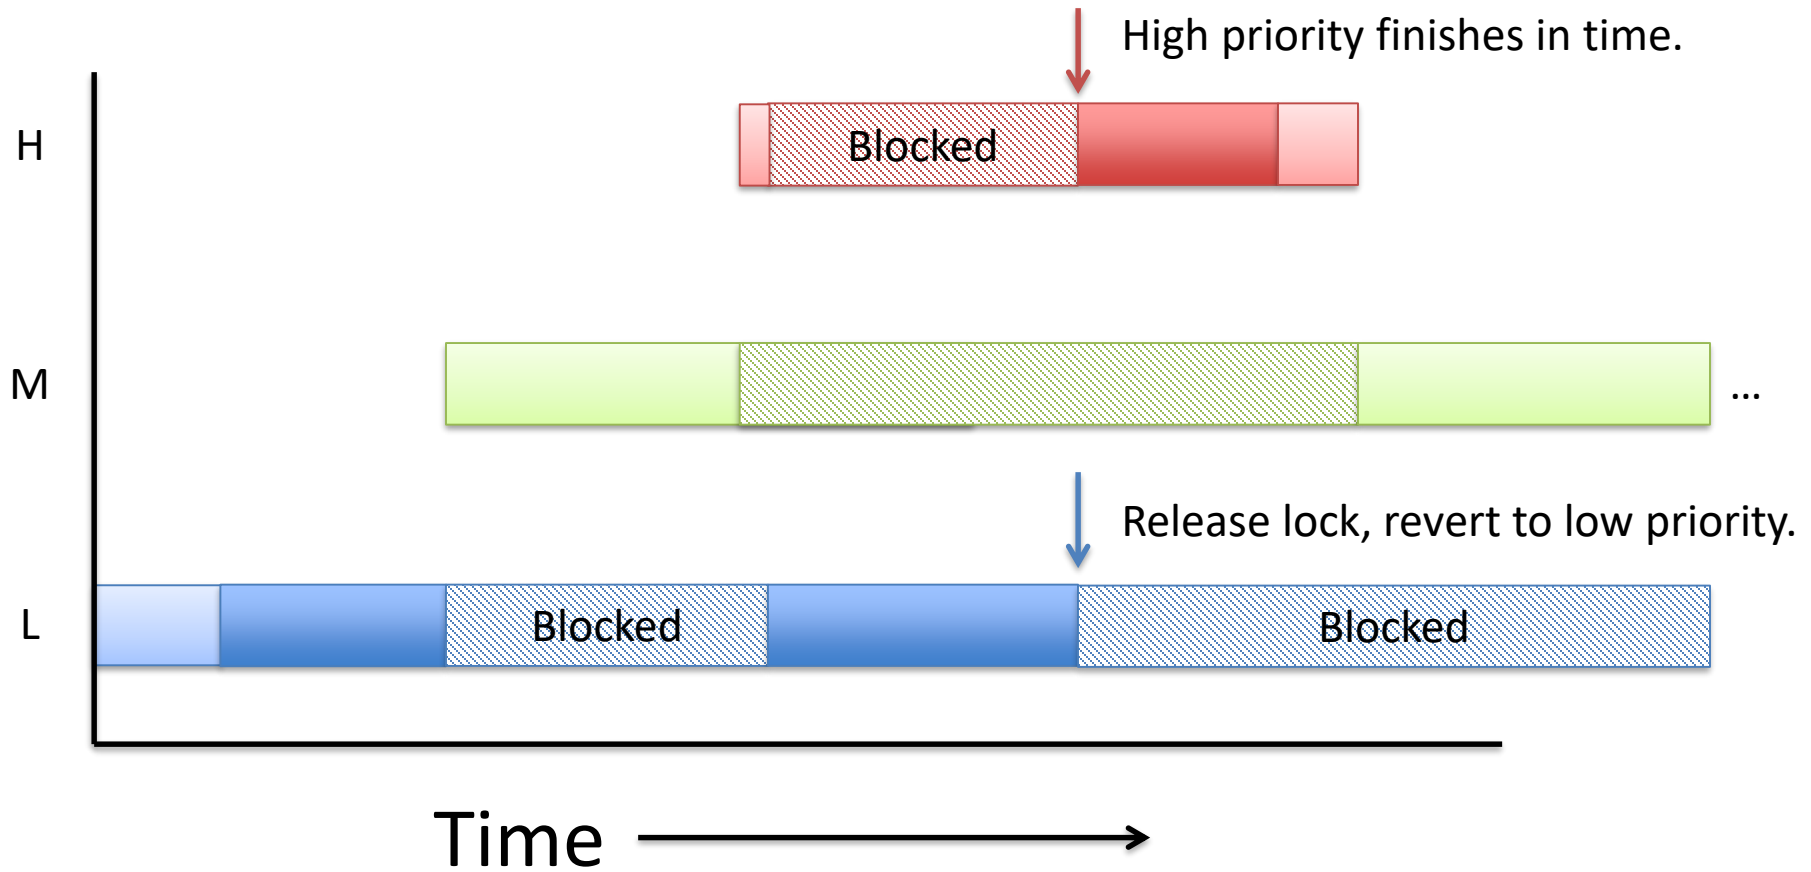 High priority finishes in time.
H
Blocked
M
…
Release lock, revert to low priority.
L
Blocked
Blocked
Time